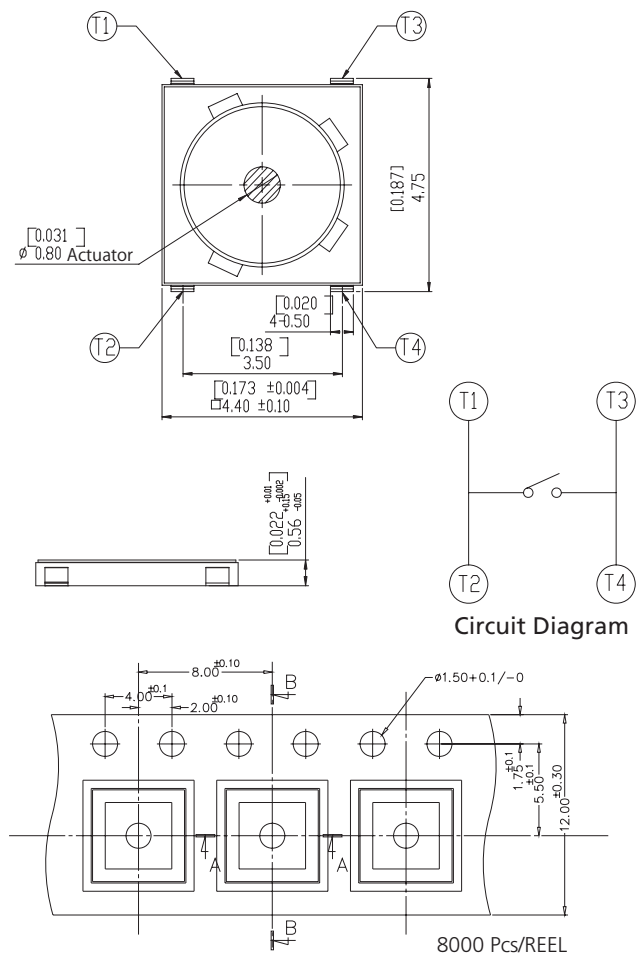 T1
T3
[0.187]
4.75
[0.031]
ø 0.80 Actuator
[0.020]
4-0.50
T2
[0.138]
3.50
T4
[0.173 ±0.004]
□4.40 ±0.10
T1
T3
[0.022 +0.01 -0.002]
0.56 +0.15 -0.05
T2
T4
Circuit Diagram
8.00±0.10
B
ø1.50+0.1/-0
4.00±0.1
2.00±0.10
1.75±0.1
5.50±0.1
12.00±0.30
A
A
B
8000 Pcs/REEL